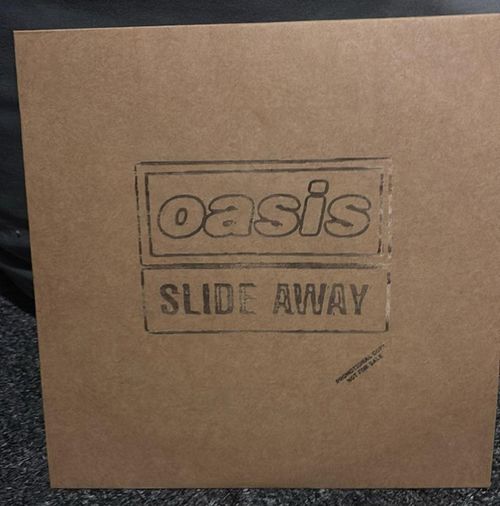 oasis
SLIDE AWAY
PROMOTIONAL COPY
NOT FOR SALE